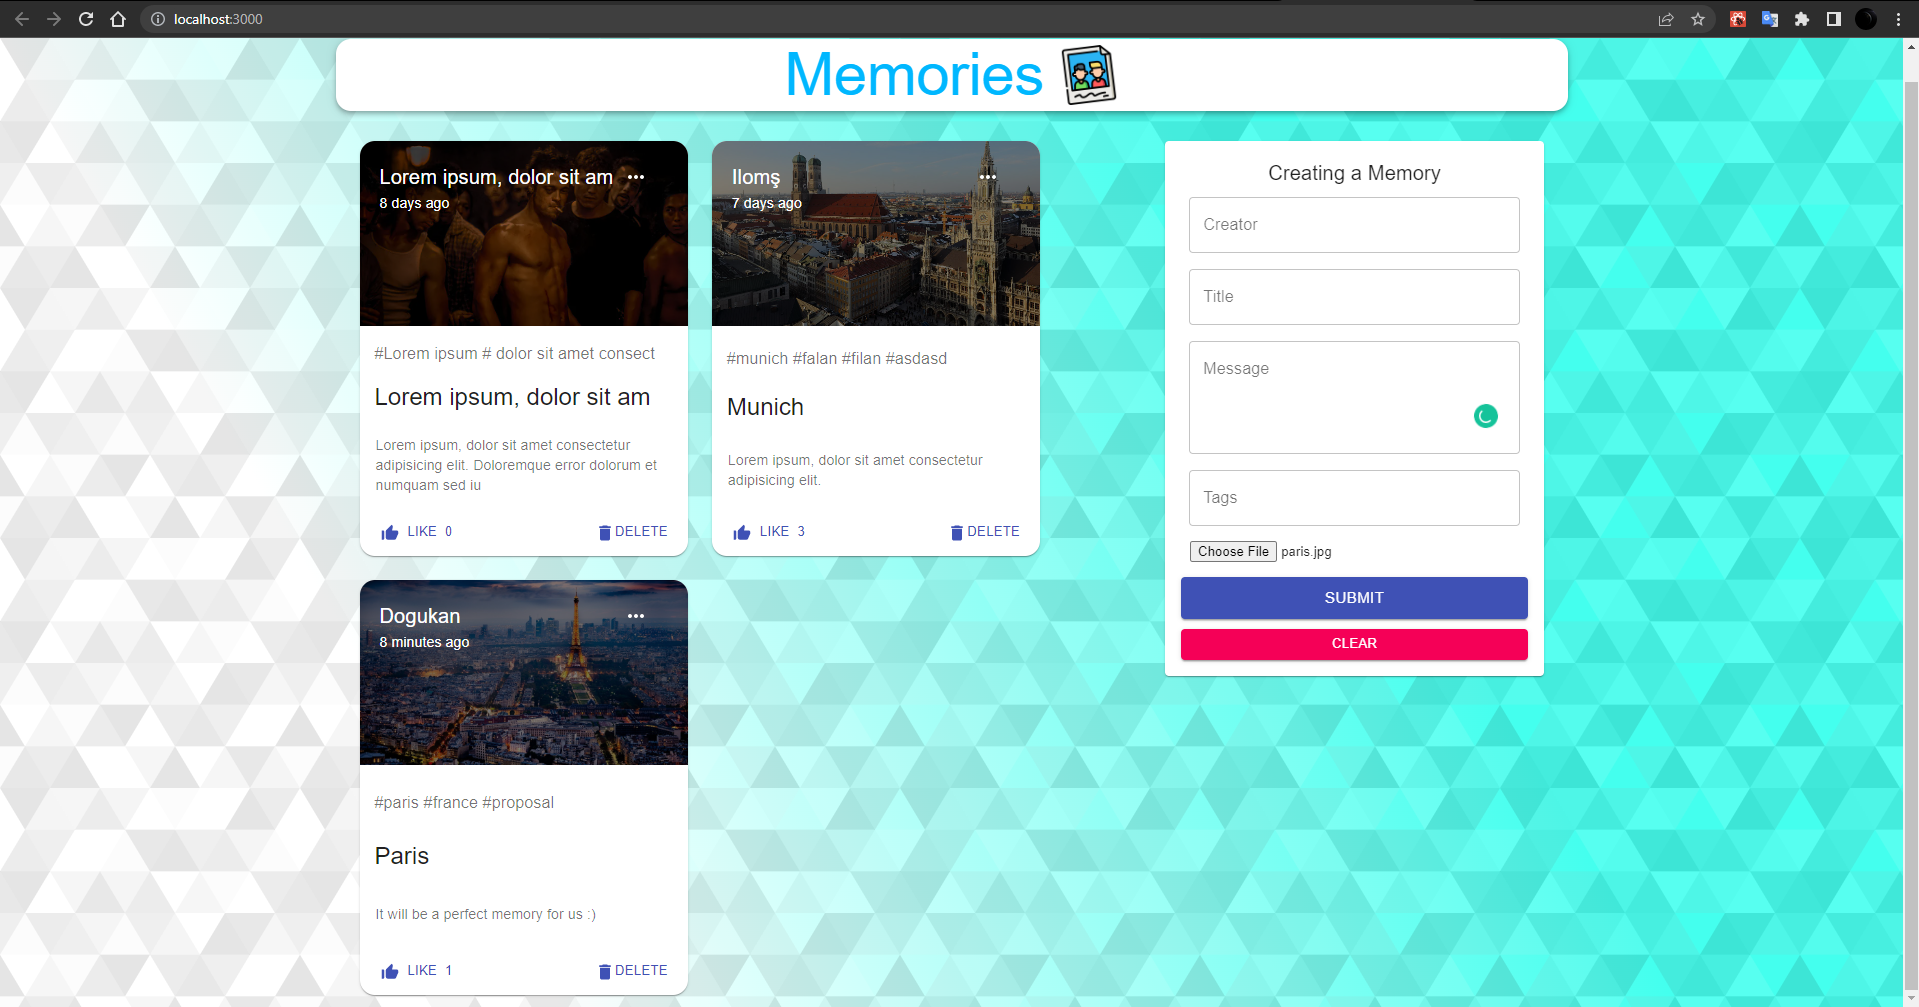 localhost:3000
Memories
Lorem ipsum, dolor sit am
8 days ago
#Lorem ipsum # dolor sit amet consect
Lorem ipsum, dolor sit am
Lorem ipsum, dolor sit amet consectetur
adipisicing elit. Doloremque error dolorum et
numquam sed iu
LIKE 0
DELETE
Ilomş
7 days ago
#munich #falan #filan #asdasd
Munich
Lorem ipsum, dolor sit amet consectetur
adipisicing elit.
LIKE 3
DELETE
Dogukan
8 minutes ago
#paris #france #proposal
Paris
It will be a perfect memory for us :)
LIKE 1
DELETE
Creating a Memory
Creator
Title
Message
Tags
Choose File paris.jpg
SUBMIT
CLEAR